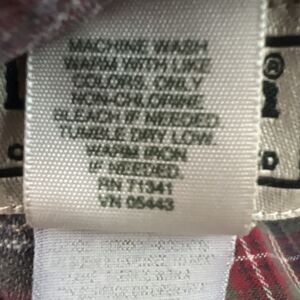 MACHINE WASH
WARM WITH LIKE
COLORS. ONLY
NON-CHLORINE
BLEACH IF NEEDED
TUMBLE DRY LOW.
WARM IRON
IF NEEDED.
RN 71341
VN 05443